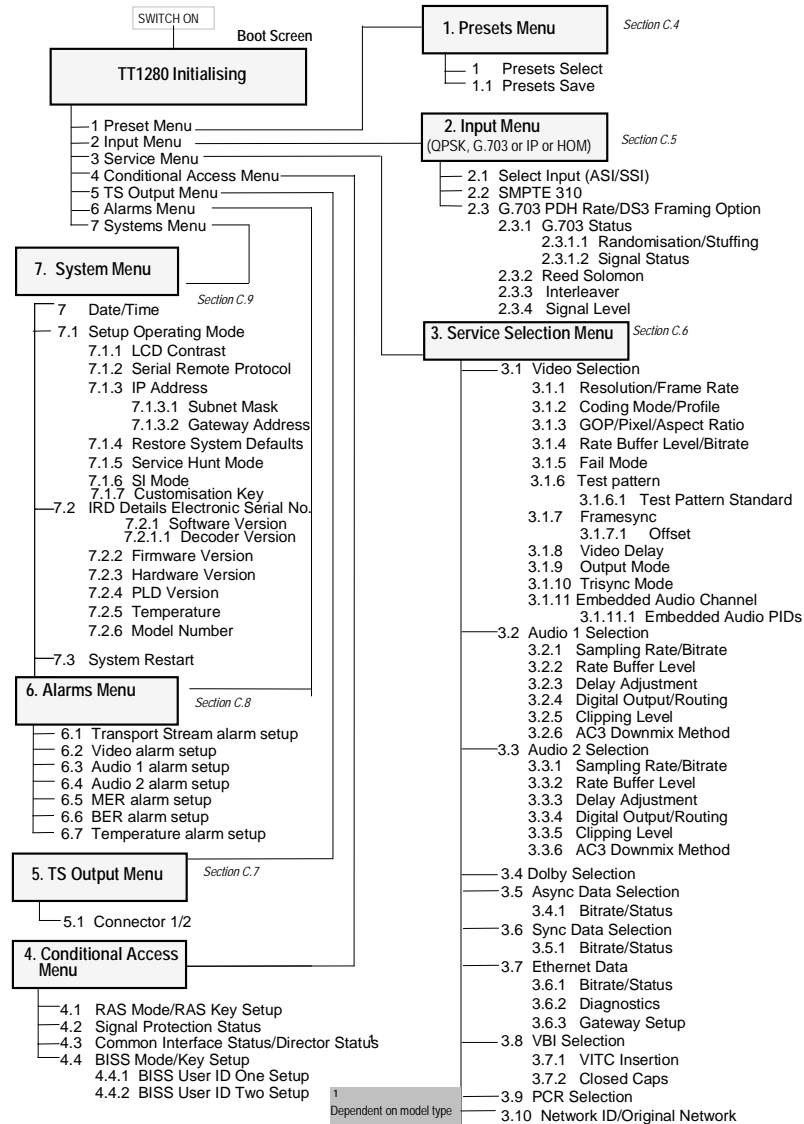 SWITCH ON
Boot Screen
TT1280 Initialising
1 Preset Menu
2 Input Menu
3 Service Menu
4 Conditional Access Menu
5 TS Output Menu
6 Alarms Menu
7 Systems Menu
1. Presets Menu
Section C.4
1 Presets Select
1.1 Presets Save
2. Input Menu
(QPSK, G.703 or IP or HOM)
Section C.5
2.1 Select Input (ASI/SSI)
2.2 SMPTE 310
2.3 G.703 PDH Rate/DS3 Framing Option
2.3.1 G.703 Status
2.3.1.1 Randomisation/Stuffing
2.3.1.2 Signal Status
2.3.2 Reed Solomon
2.3.3 Interleaver
2.3.4 Signal Level
7. System Menu
Section C.9
7 Date/Time
7.1 Setup Operating Mode
7.1.1 LCD Contrast
7.1.2 Serial Remote Protocol
7.1.3 IP Address
7.1.3.1 Subnet Mask
7.1.3.2 Gateway Address
7.1.4 Restore System Defaults
7.1.5 Service Hunt Mode
7.1.6 SI Mode
7.1.7 Customisation Key
7.2 IRD Details Electronic Serial No.
7.2.1 Software Version
7.2.1.1 Decoder Version
7.2.2 Firmware Version
7.2.3 Hardware Version
7.2.4 PLD Version
7.2.5 Temperature
7.2.6 Model Number
7.3 System Restart
3. Service Selection Menu
Section C.6
3.1 Video Selection
3.1.1 Resolution/Frame Rate
3.1.2 Coding Mode/Profile
3.1.3 GOP/Pixel/Aspect Ratio
3.1.4 Rate Buffer Level/Bitrate
3.1.5 Fail Mode
3.1.6 Test pattern
3.1.6.1 Test Pattern Standard
3.1.7 Framesync
3.1.7.1 Offset
3.1.8 Video Delay
3.1.9 Output Mode
3.1.10 Trisync Mode
3.1.11 Embedded Audio Channel
3.1.11.1 Embedded Audio PIDs
3.2 Audio 1 Selection
3.2.1 Sampling Rate/Bitrate
3.2.2 Rate Buffer Level
3.2.3 Delay Adjustment
3.2.4 Digital Output/Routing
3.2.5 Clipping Level
3.2.6 AC3 Downmix Method
3.3 Audio 2 Selection
3.3.1 Sampling Rate/Bitrate
3.3.2 Rate Buffer Level
3.3.3 Delay Adjustment
3.3.4 Digital Output/Routing
3.3.5 Clipping Level
3.3.6 AC3 Downmix Method
3.4 Dolby Selection
3.5 Async Data Selection
3.4.1 Bitrate/Status
3.6 Sync Data Selection
3.5.1 Bitrate/Status
3.7 Ethernet Data
3.6.1 Bitrate/Status
3.6.2 Diagnostics
3.6.3 Gateway Setup
3.8 VBI Selection
3.7.1 VITC Insertion
3.7.2 Closed Caps
3.9 PCR Selection
3.10 Network ID/Original Network
6. Alarms Menu
Section C.8
6.1 Transport Stream alarm setup
6.2 Video alarm setup
6.3 Audio 1 alarm setup
6.4 Audio 2 alarm setup
6.5 MER alarm setup
6.6 BER alarm setup
6.7 Temperature alarm setup
5. TS Output Menu
Section C.7
5.1 Connector 1/2
4. Conditional Access
Menu
4.1 RAS Mode/RAS Key Setup
4.2 Signal Protection Status
4.3 Common Interface Status/Director Status1
4.4 BISS Mode/Key Setup
4.4.1 BISS User ID One Setup
4.4.2 BISS User ID Two Setup
1
Dependent on model type